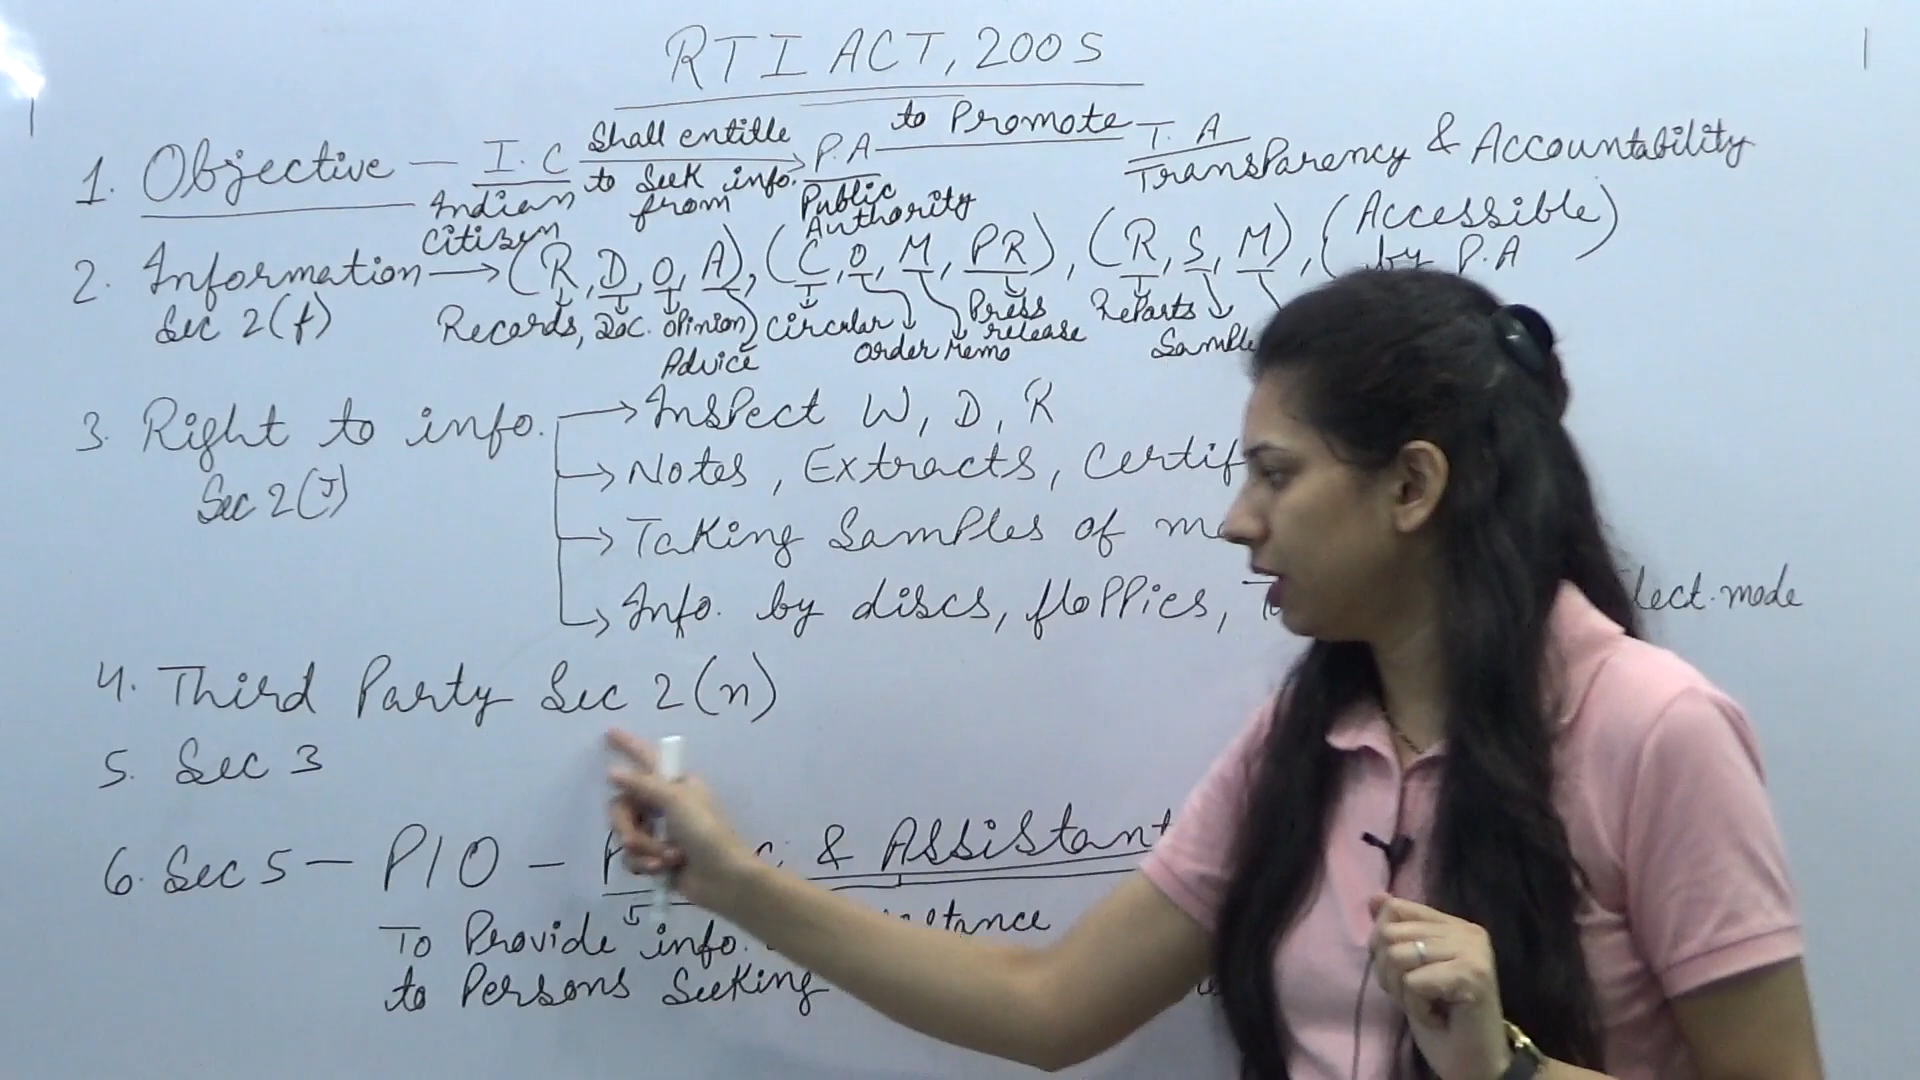 RTI ACT, 2005
1. Objective — I.C Shall entitle to Seek info. from P.A to Promote T.A
Indian Citizen Public Authority Transparency & Accountability
2. Information → (R, D, O, A), (C, O, M, PR), (R, S, M), (Accessible by P.A)
Sec 2(f) Records, Doc. Opinion, Advice Circular Order Memo Press release Reports Sample
3. Right to info. → Inspect W, D, R
Sec 2(J) → Notes, Extracts, Certif
→ Taking Samples of
→ Info. by discs, floppies, lect. mode
4. Third Party Sec 2(n)
5. Sec 3
6. Sec 5 — PIO — & Assistant
To Provide info.
to Persons Seeking